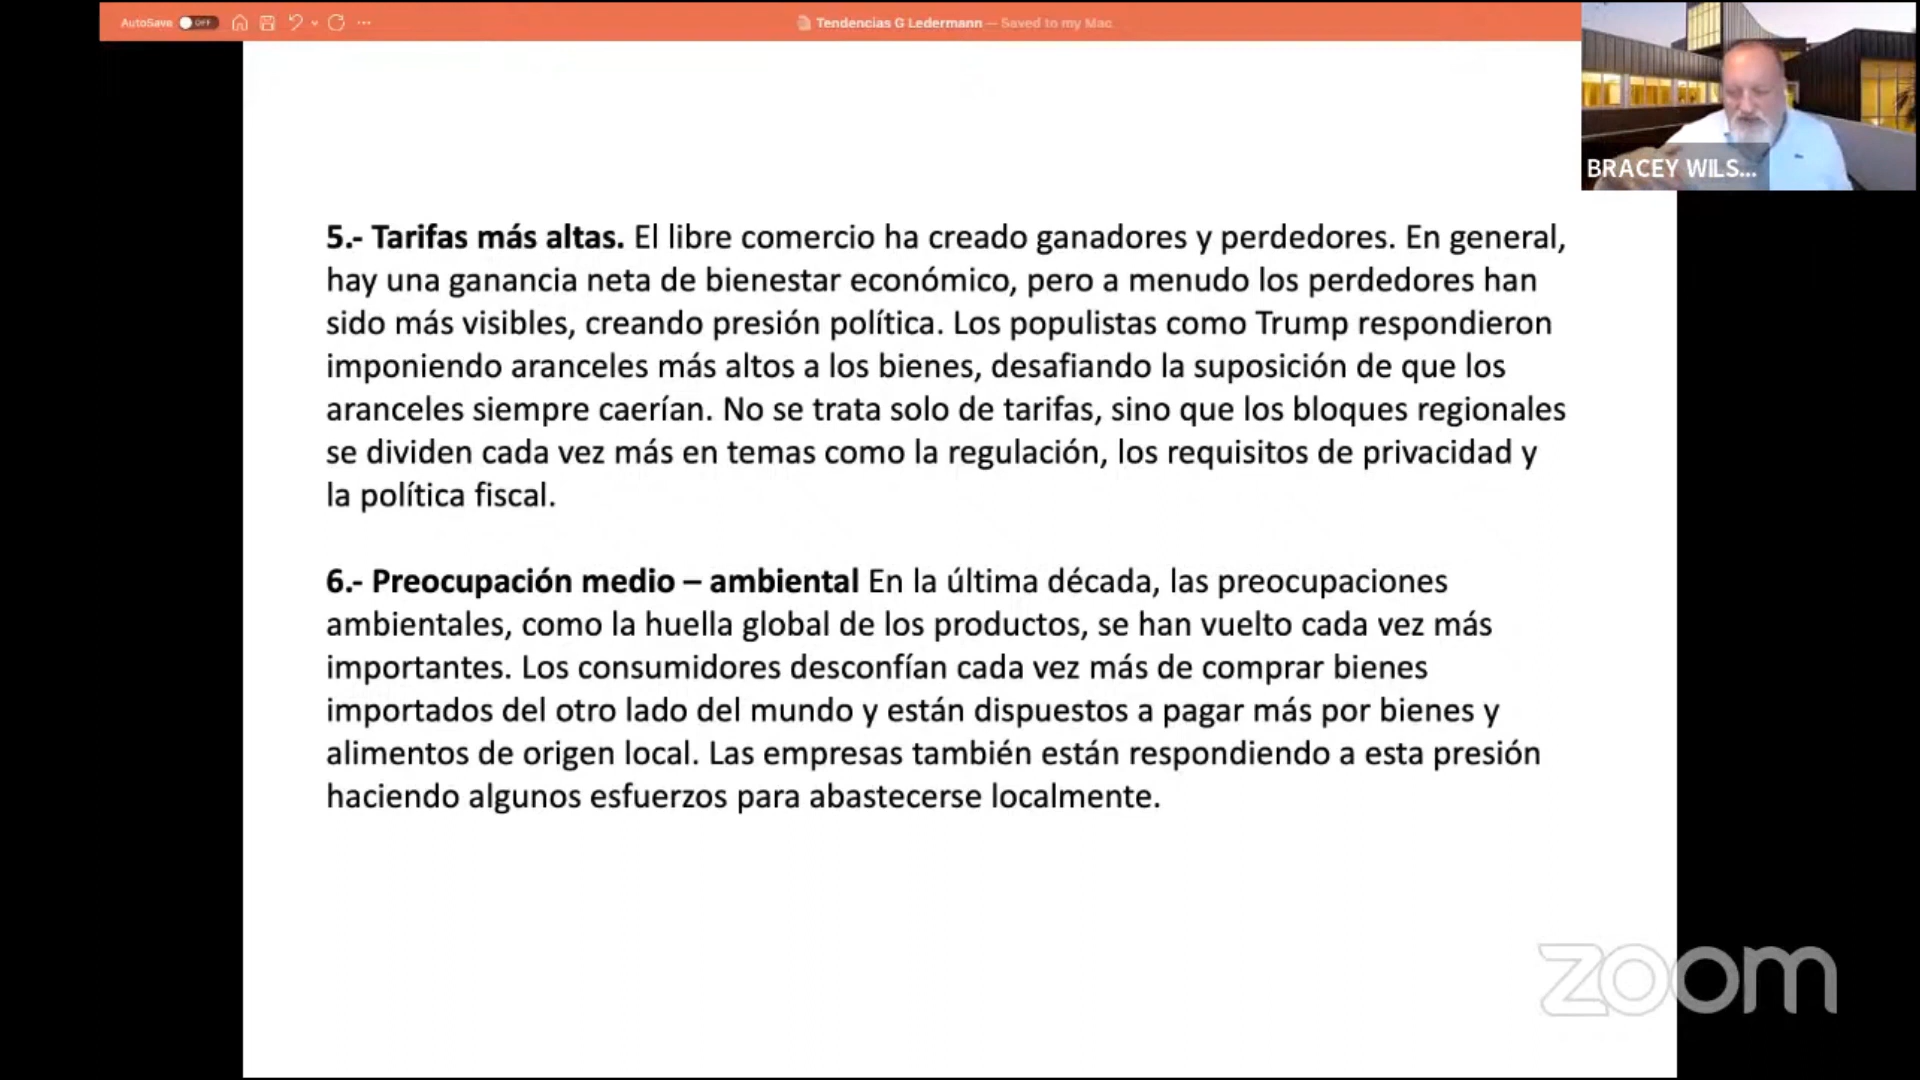 AutoSave OFF
Tendencias G Ledermann — Saved to my Mac
BRACEY WILS...
5.- Tarifas más altas. El libre comercio ha creado ganadores y perdedores. En general,
hay una ganancia neta de bienestar económico, pero a menudo los perdedores han
sido más visibles, creando presión política. Los populistas como Trump respondieron
imponiendo aranceles más altos a los bienes, desafiando la suposición de que los
aranceles siempre caerían. No se trata solo de tarifas, sino que los bloques regionales
se dividen cada vez más en temas como la regulación, los requisitos de privacidad y
la política fiscal.
6.- Preocupación medio – ambiental En la última década, las preocupaciones
ambientales, como la huella global de los productos, se han vuelto cada vez más
importantes. Los consumidores desconfían cada vez más de comprar bienes
importados del otro lado del mundo y están dispuestos a pagar más por bienes y
alimentos de origen local. Las empresas también están respondiendo a esta presión
haciendo algunos esfuerzos para abastecerse localmente.
zoom